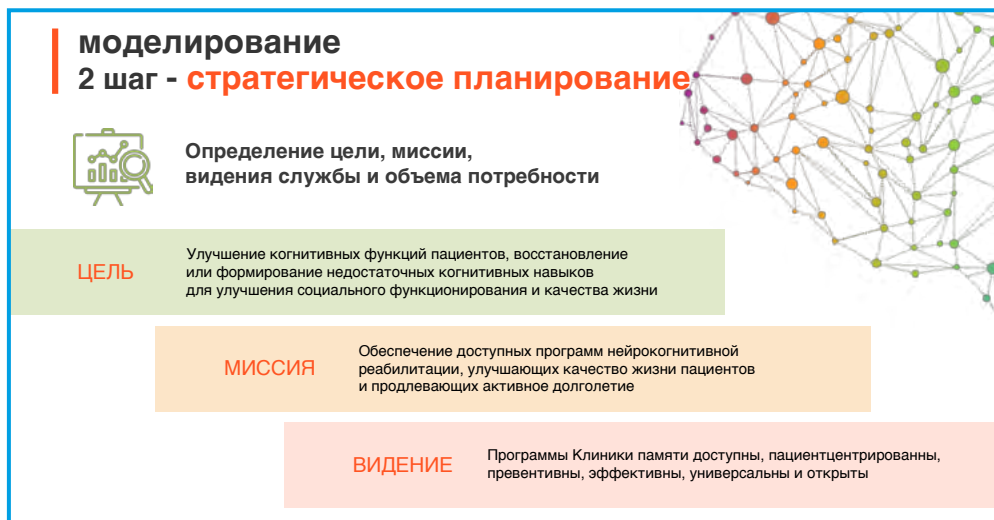 моделирование
2 шаг - стратегическое планирование
Определение цели, миссии,
видения службы и объема потребности
ЦЕЛЬ
Улучшение когнитивных функций пациентов, восстановление
или формирование недостаточных когнитивных навыков
для улучшения социального функционирования и качества жизни
МИССИЯ
Обеспечение доступных программ нейрокогнитивной
реабилитации, улучшающих качество жизни пациентов
и продлевающих активное долголетие
ВИДЕНИЕ
Программы Клиники памяти доступны, пациентцентрированны,
превентивны, эффективны, универсальны и открыты